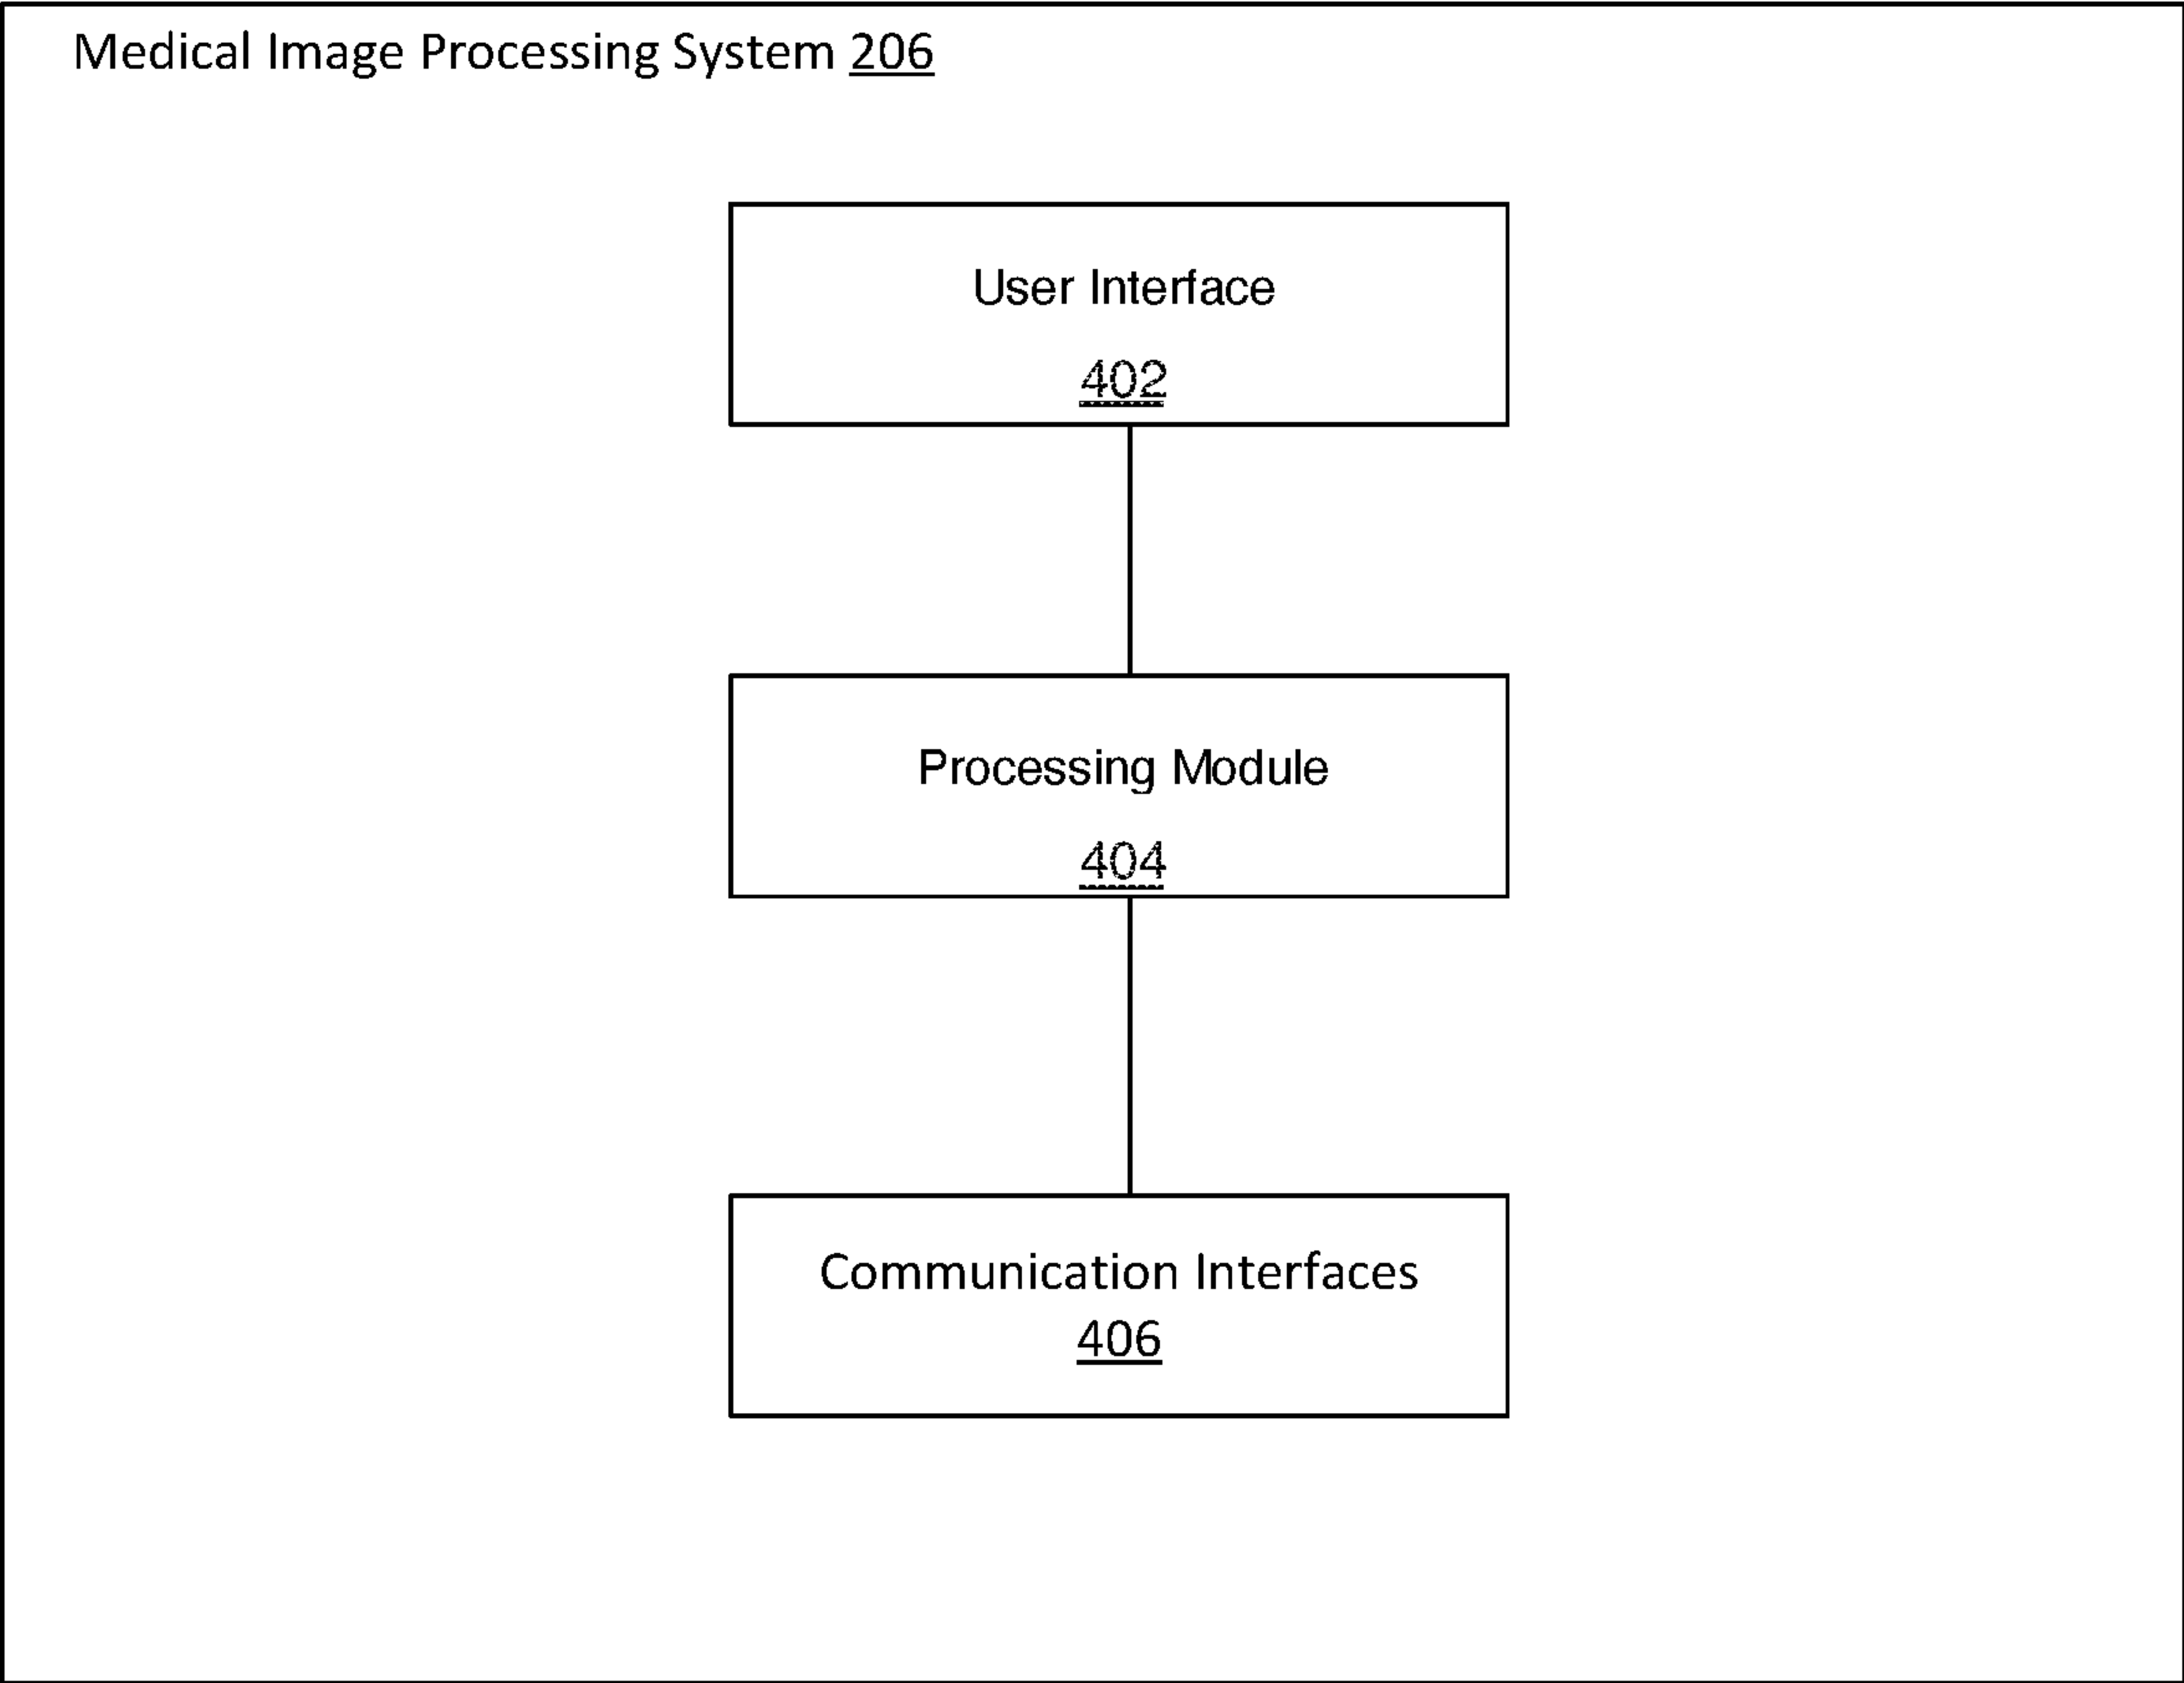 Medical Image Processing System 206
User Interface
402
Processing Module
404
Communication Interfaces
406